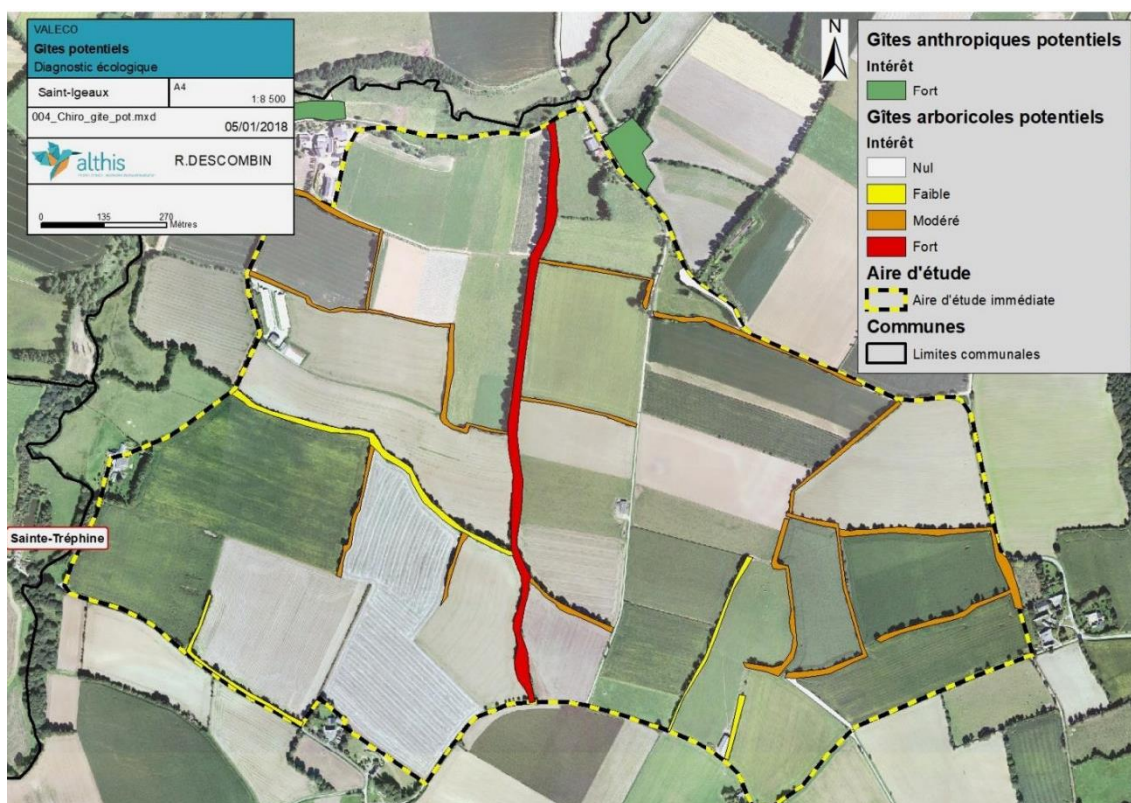 VALECO
Gîtes potentiels
Diagnostic écologique
Saint-Igeaux
A4
1:8 500
004_Chiro_gite_pot.mxd
05/01/2018
althis
R.DESCOMBIN
0 135 270
Mètres
N
Gîtes anthropiques potentiels
Intérêt
Fort
Gîtes arboricoles potentiels
Intérêt
Nul
Faible
Modéré
Fort
Aire d'étude
Aire d'étude immédiate
Communes
Limites communales
Sainte-Tréphine